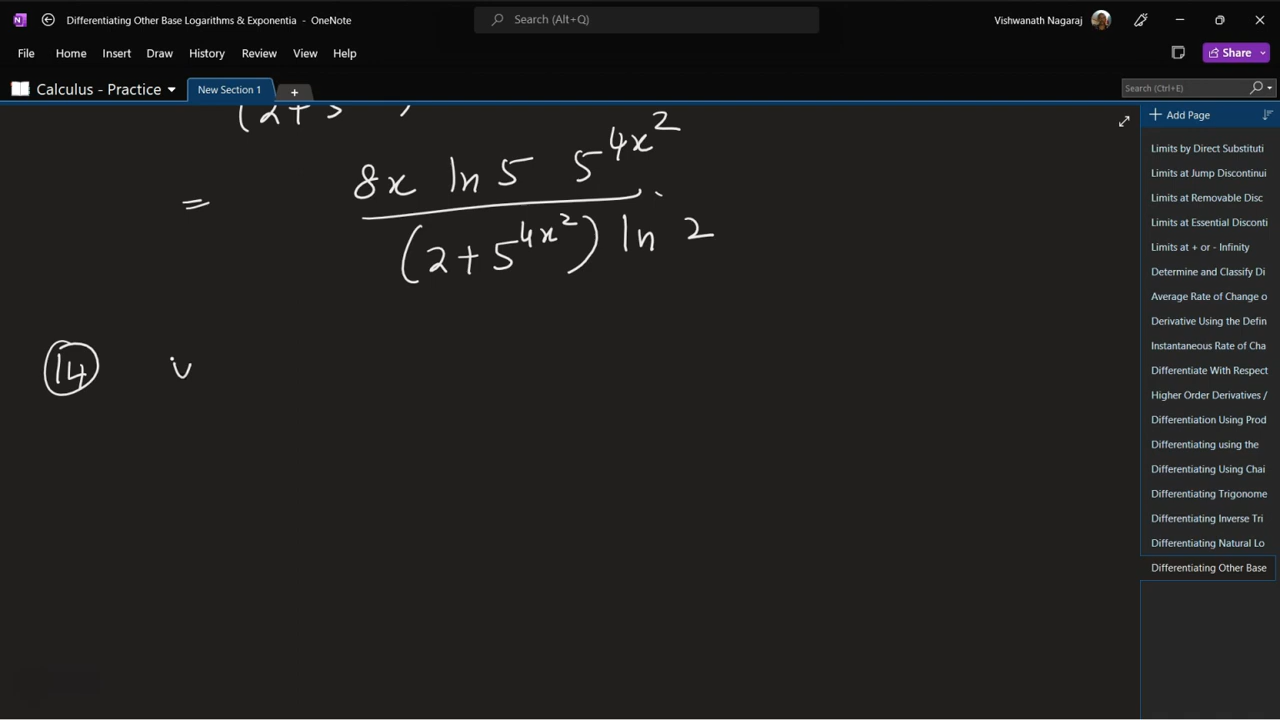 Differentiating Other Base Logarithms & Exponentia - OneNote
Search (Alt+Q)
Vishwanath Nagaraj
File Home Insert Draw History Review View Help
Share
Calculus - Practice
New Section 1
+
Search (Ctrl+E)
Add Page
Limits by Direct Substituti
Limits at Jump Discontinui
Limits at Removable Disc
Limits at Essential Disconti
Limits at + or - Infinity
Determine and Classify Di
Average Rate of Change o
Derivative Using the Defin
Instantaneous Rate of Cha
Differentiate With Respect
Higher Order Derivatives /
Differentiation Using Prod
Differentiating using the
Differentiating Using Chai
Differentiating Trigonome
Differentiating Inverse Tri
Differentiating Natural Lo
Differentiating Other Base
(2+5
8x ln 5 5^4x^2
=
(2+5^4x^2) ln 2
14